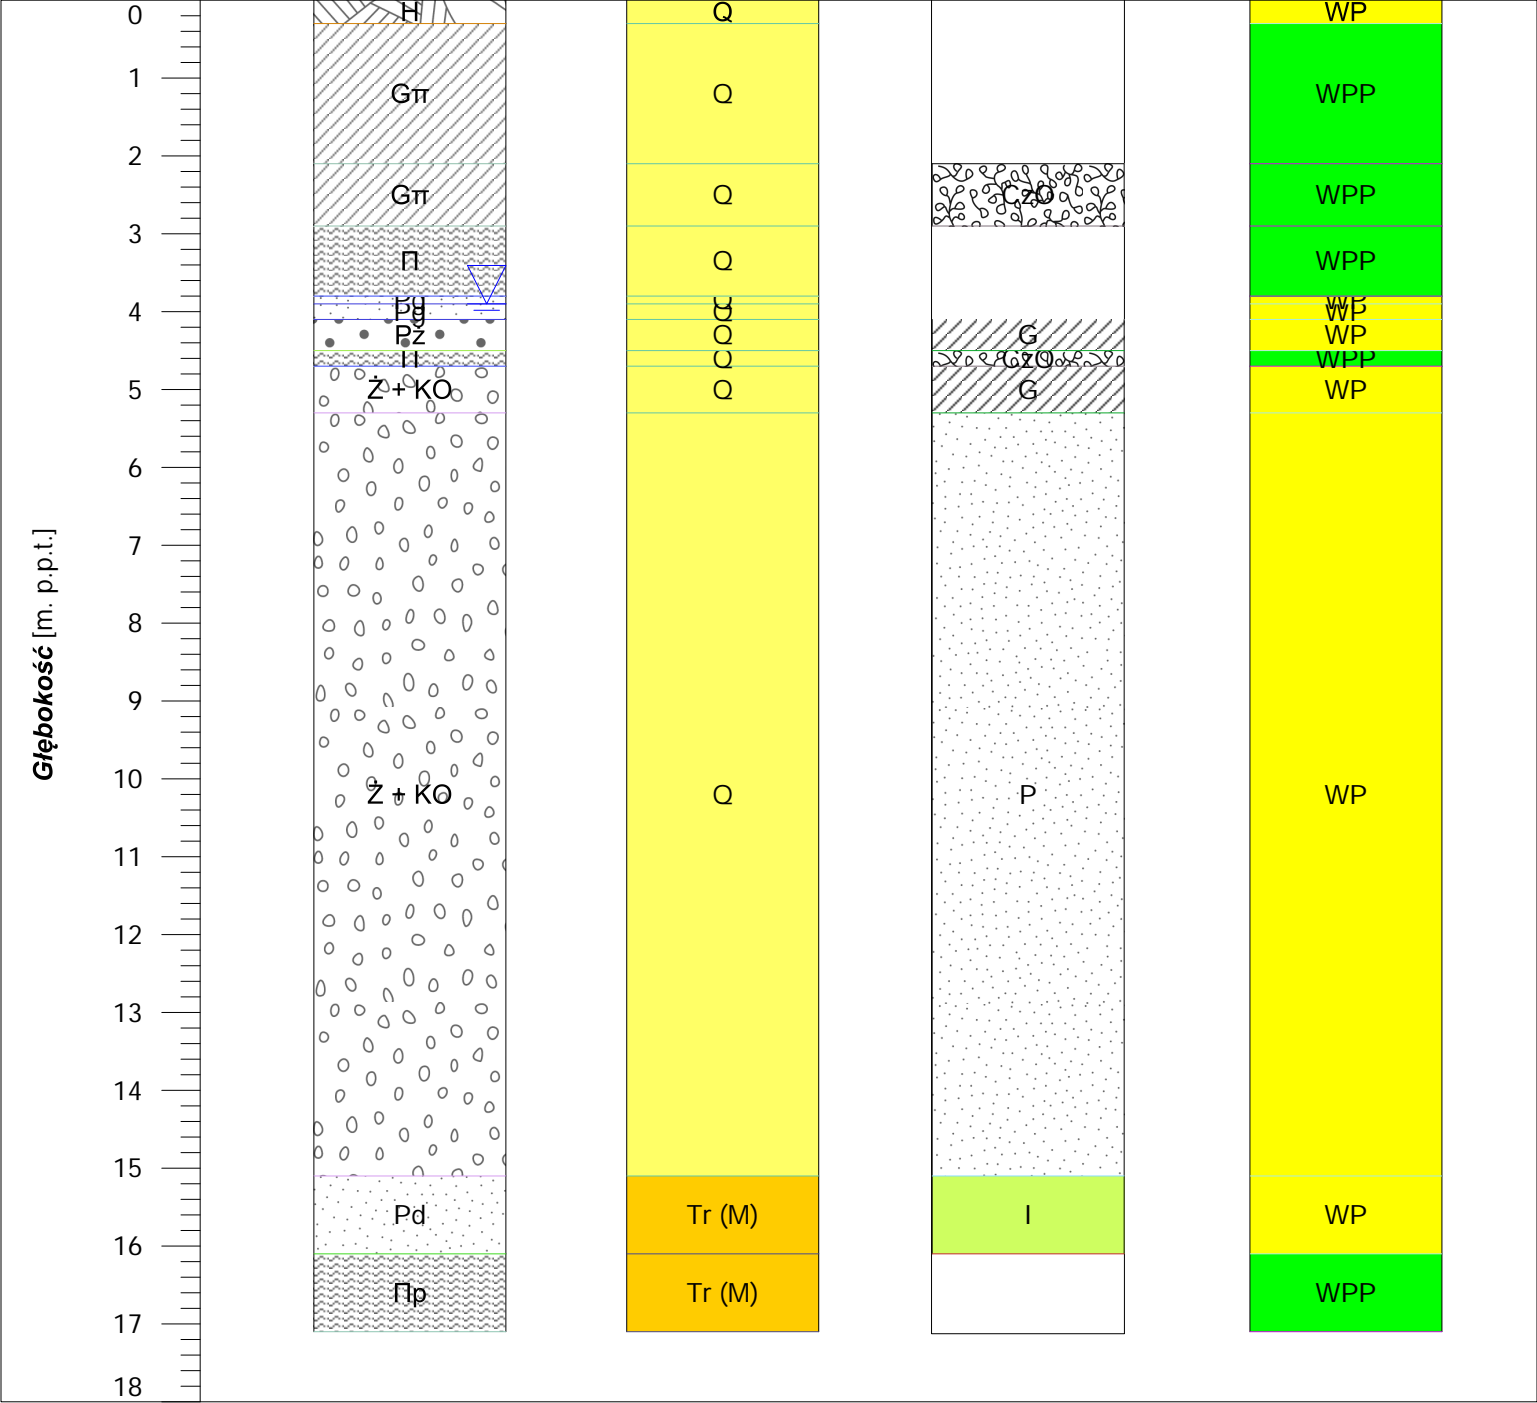 0
H
Q
WP
1
Gπ
Q
WPP
2
Gπ
Q
CzO
WPP
3
Π
Q
WPP
4
Pg
Q
WP
Pg
Q
WP
Pż
Q
G
WP
Π
Q
CzO
WPP
5
Ż + KO
Q
G
WP
6
7
Głębokość [m. p.p.t.]
8
9
10
Ż + KO
Q
P
WP
11
12
13
14
15
Pd
Tr (M)
I
WP
16
Πp
Tr (M)
WPP
17
18